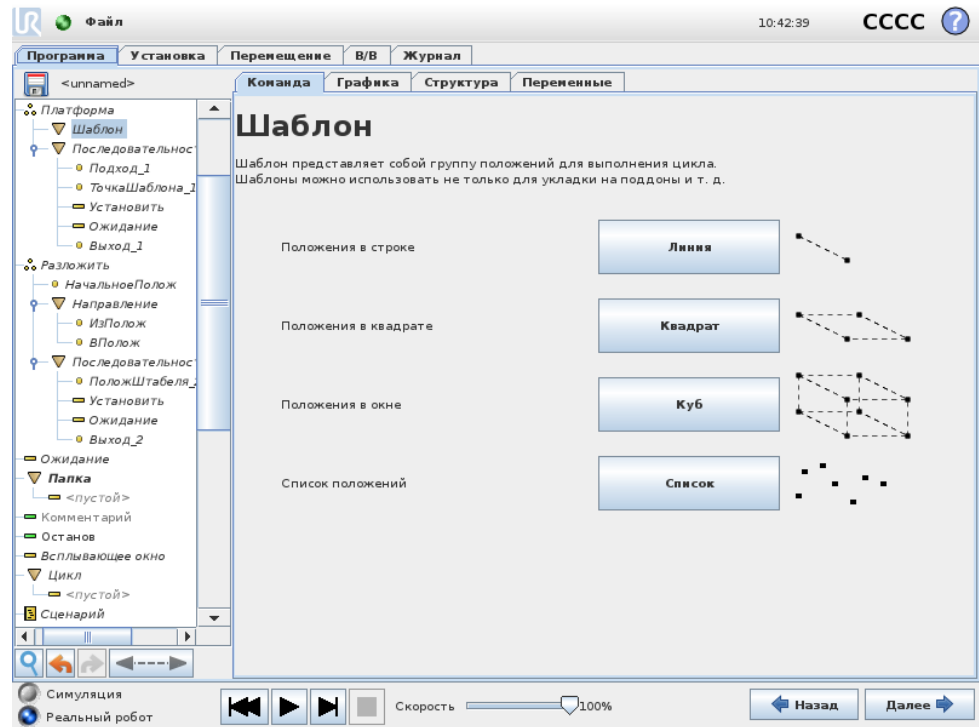 UR
Файл
10:42:39
CCCC
?
Программа
Установка
Перемещение
В/В
Журнал
<unnamed>
Команда
Графика
Структура
Переменные
Платформа
Шаблон
Последовательнос
Подход_1
ТочкаШаблона_1
Установить
Ожидание
Выход_1
Разложить
НачальноеПолож
Направление
ИзПолож
ВПолож
Последовательнос
ПоложШтабеля_
Установить
Ожидание
Выход_2
Ожидание
Папка
<пустой>
Комментарий
Останов
Всплывающее окно
Цикл
<пустой>
Сценарий
Шаблон
Шаблон представляет собой группу положений для выполнения цикла.
Шаблоны можно использовать не только для укладки на поддоны и т. д.
Положения в строке
Линия
Положения в квадрате
Квадрат
Положения в окне
Куб
Список положений
Список
Симуляция
Реальный робот
Скорость
100%
Назад
Далее